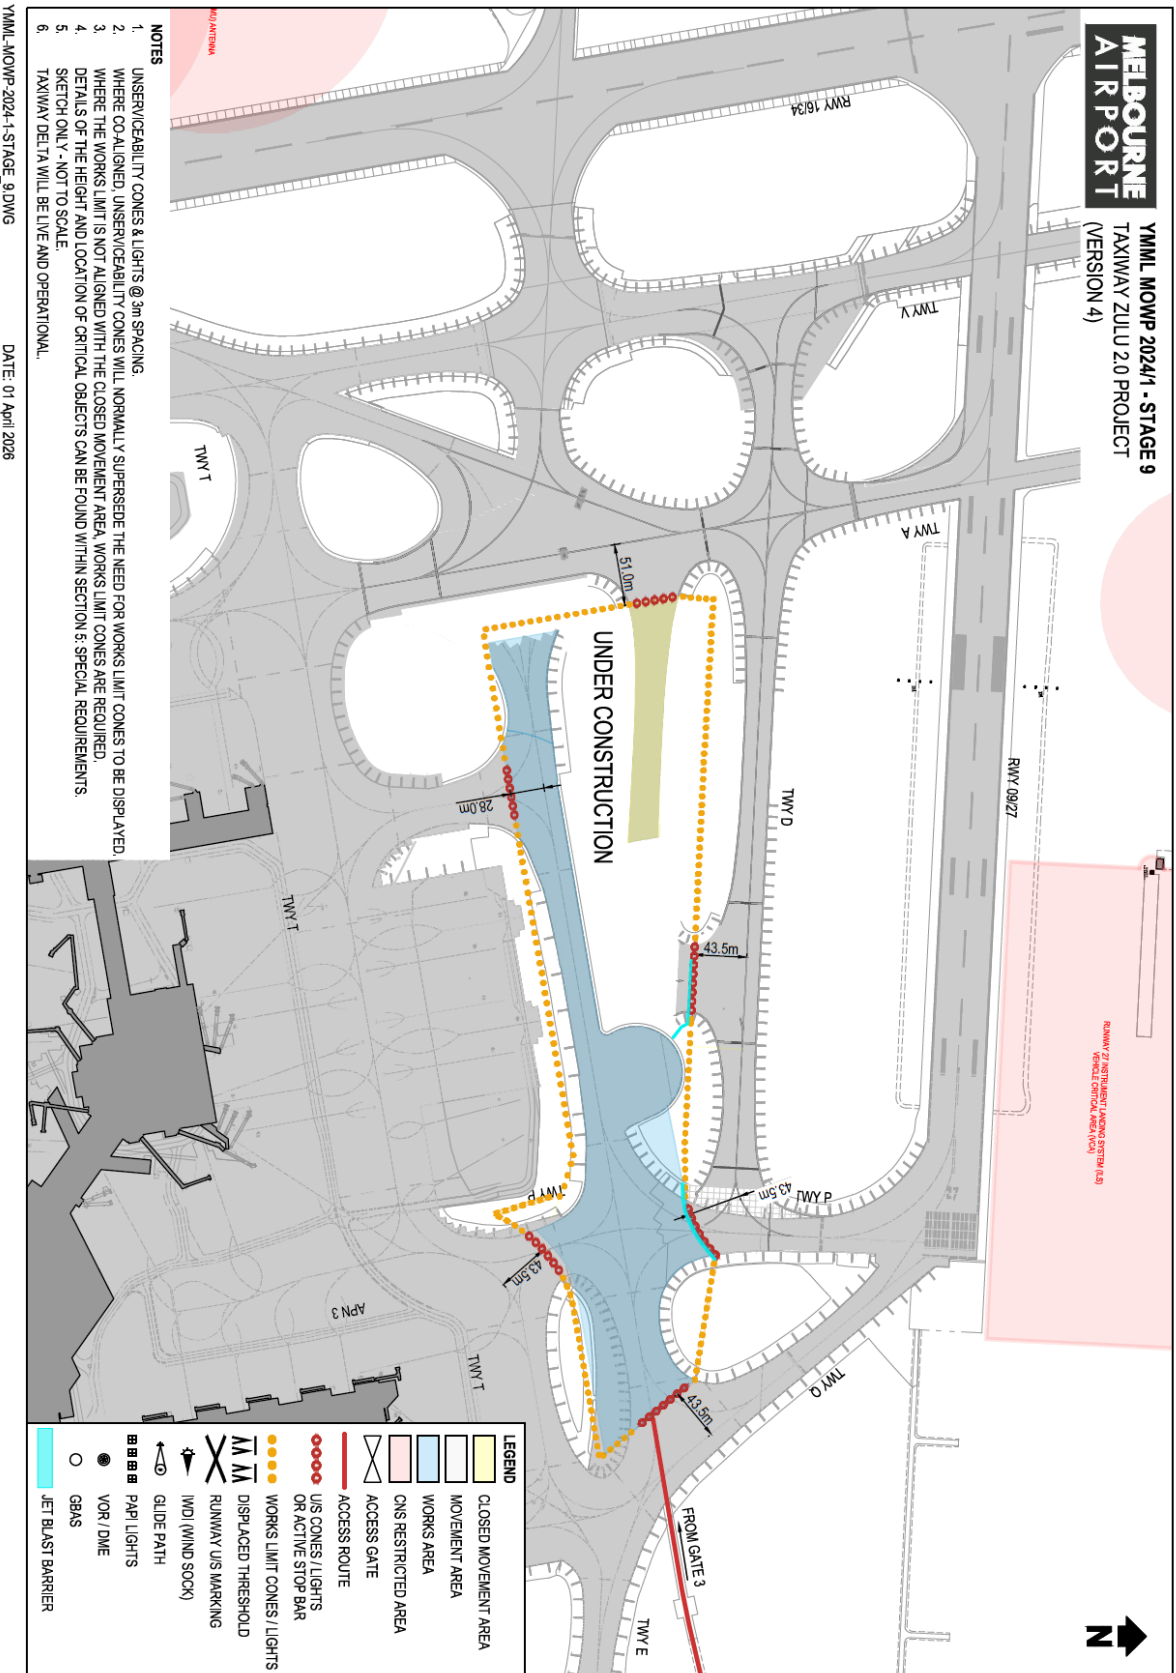 MELBOURNE
AIRPORT
YMML MOWP 2024/1 - STAGE 9
TAXIWAY ZULU 2.0 PROJECT
(VERSION 4)
N
RWY 16/34
TWY V
TWY A
RWY 09/27
TWY D
TWY T
51.0m
UNDER CONSTRUCTION
28.0m
43.5m
TWY T
RUNWAY 27 INSTRUMENT LANDING SYSTEM (ILS)
VEHICLE CRITICAL AREA (VCA)
TWY P
43.5m
TWY P
43.5m
APN 3
TWY T
TWY Q
43.5m
FROM GATE 3
TWY E
ANTENNA
NOTES
1. UNSERVICEABILITY CONES & LIGHTS @ 3m SPACING.
2. WHERE CO-ALIGNED, UNSERVICEABILITY CONES WILL NORMALLY SUPERSEDE THE NEED FOR WORKS LIMIT CONES TO BE DISPLAYED.
3. WHERE THE WORKS LIMIT IS NOT ALIGNED WITH THE CLOSED MOVEMENT AREA, WORKS LIMIT CONES ARE REQUIRED.
4. DETAILS OF THE HEIGHT AND LOCATION OF CRITICAL OBJECTS CAN BE FOUND WITHIN SECTION 5: SPECIAL REQUIREMENTS.
5. SKETCH ONLY - NOT TO SCALE.
6. TAXIWAY DELTA WILL BE LIVE AND OPERATIONAL.
LEGEND
CLOSED MOVEMENT AREA
MOVEMENT AREA
WORKS AREA
CNS RESTRICTED AREA
ACCESS GATE
ACCESS ROUTE
U/S CONES / LIGHTS
OR ACTIVE STOP BAR
WORKS LIMIT CONES / LIGHTS
DISPLACED THRESHOLD
RUNWAY U/S MARKING
IWDI (WIND SOCK)
GLIDE PATH
PAPI LIGHTS
VOR / DME
GBAS
JET BLAST BARRIER
YMML-MOWP-2024-1-STAGE_9.DWG
DATE: 01 April 2026